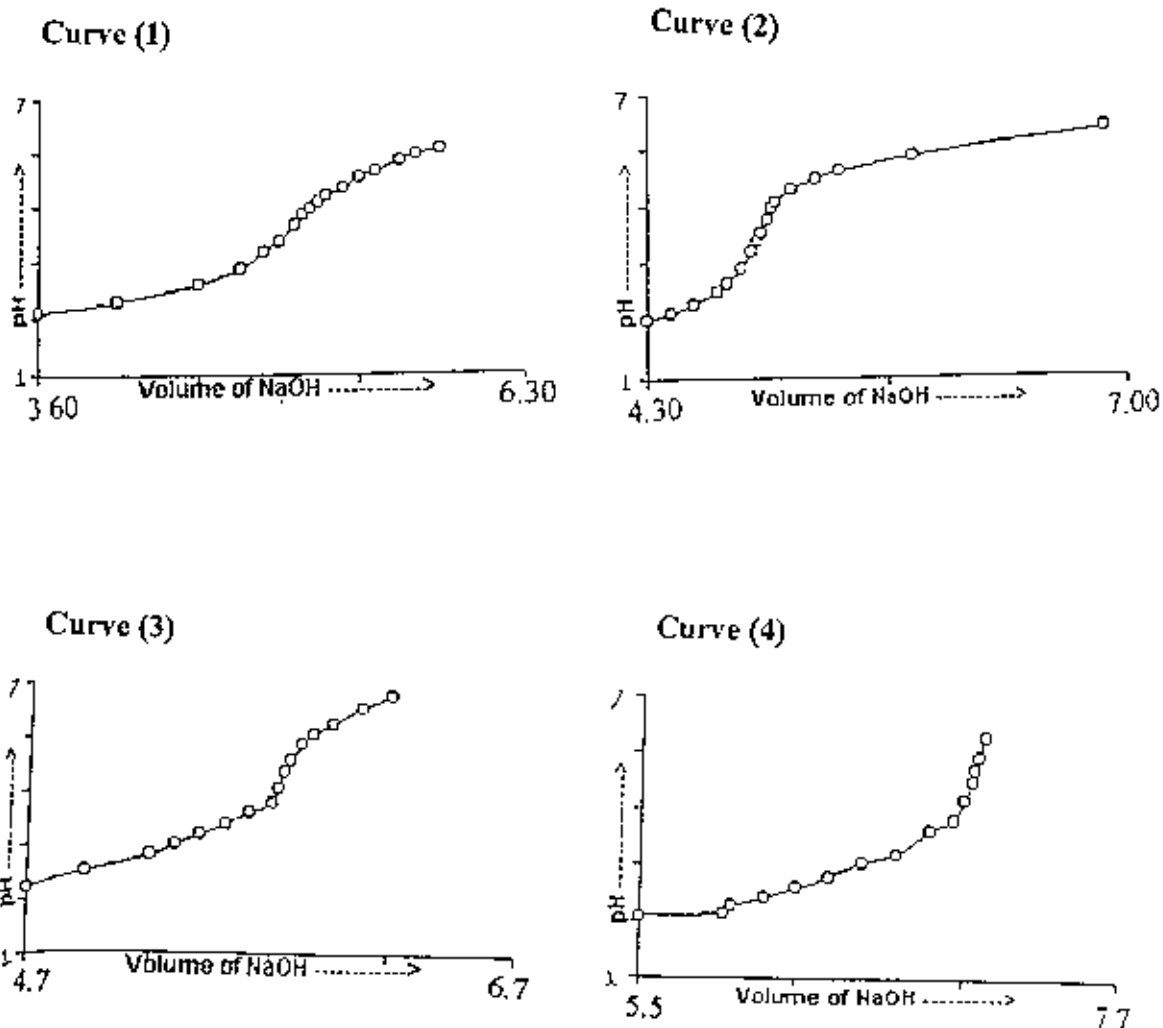 Curve (1)
7
pH ------->
1
Volume of NaOH ---------->
3 60
6.30
Curve (2)
7
pH ------->
1
Volume of NaOH --------->
4.30
7.00
Curve (3)
7
pH ------->
1
Volume of NaOH ---------->
4.7
6.7
Curve (4)
7
pH ------->
1
Volume of NaOH --------->
5.5
7.7